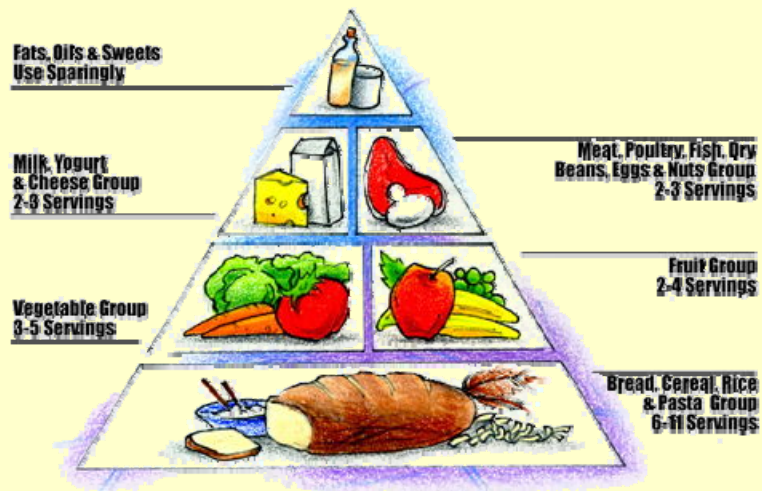 Fats, Oils & Sweets
Use Sparingly
Milk, Yogurt
& Cheese Group
2-3 Servings
Meat, Poultry, Fish, Dry
Beans, Eggs & Nuts Group
2-3 Servings
Vegetable Group
3-5 Servings
Fruit Group
2-4 Servings
Bread, Cereal, Rice
& Pasta Group
6-11 Servings